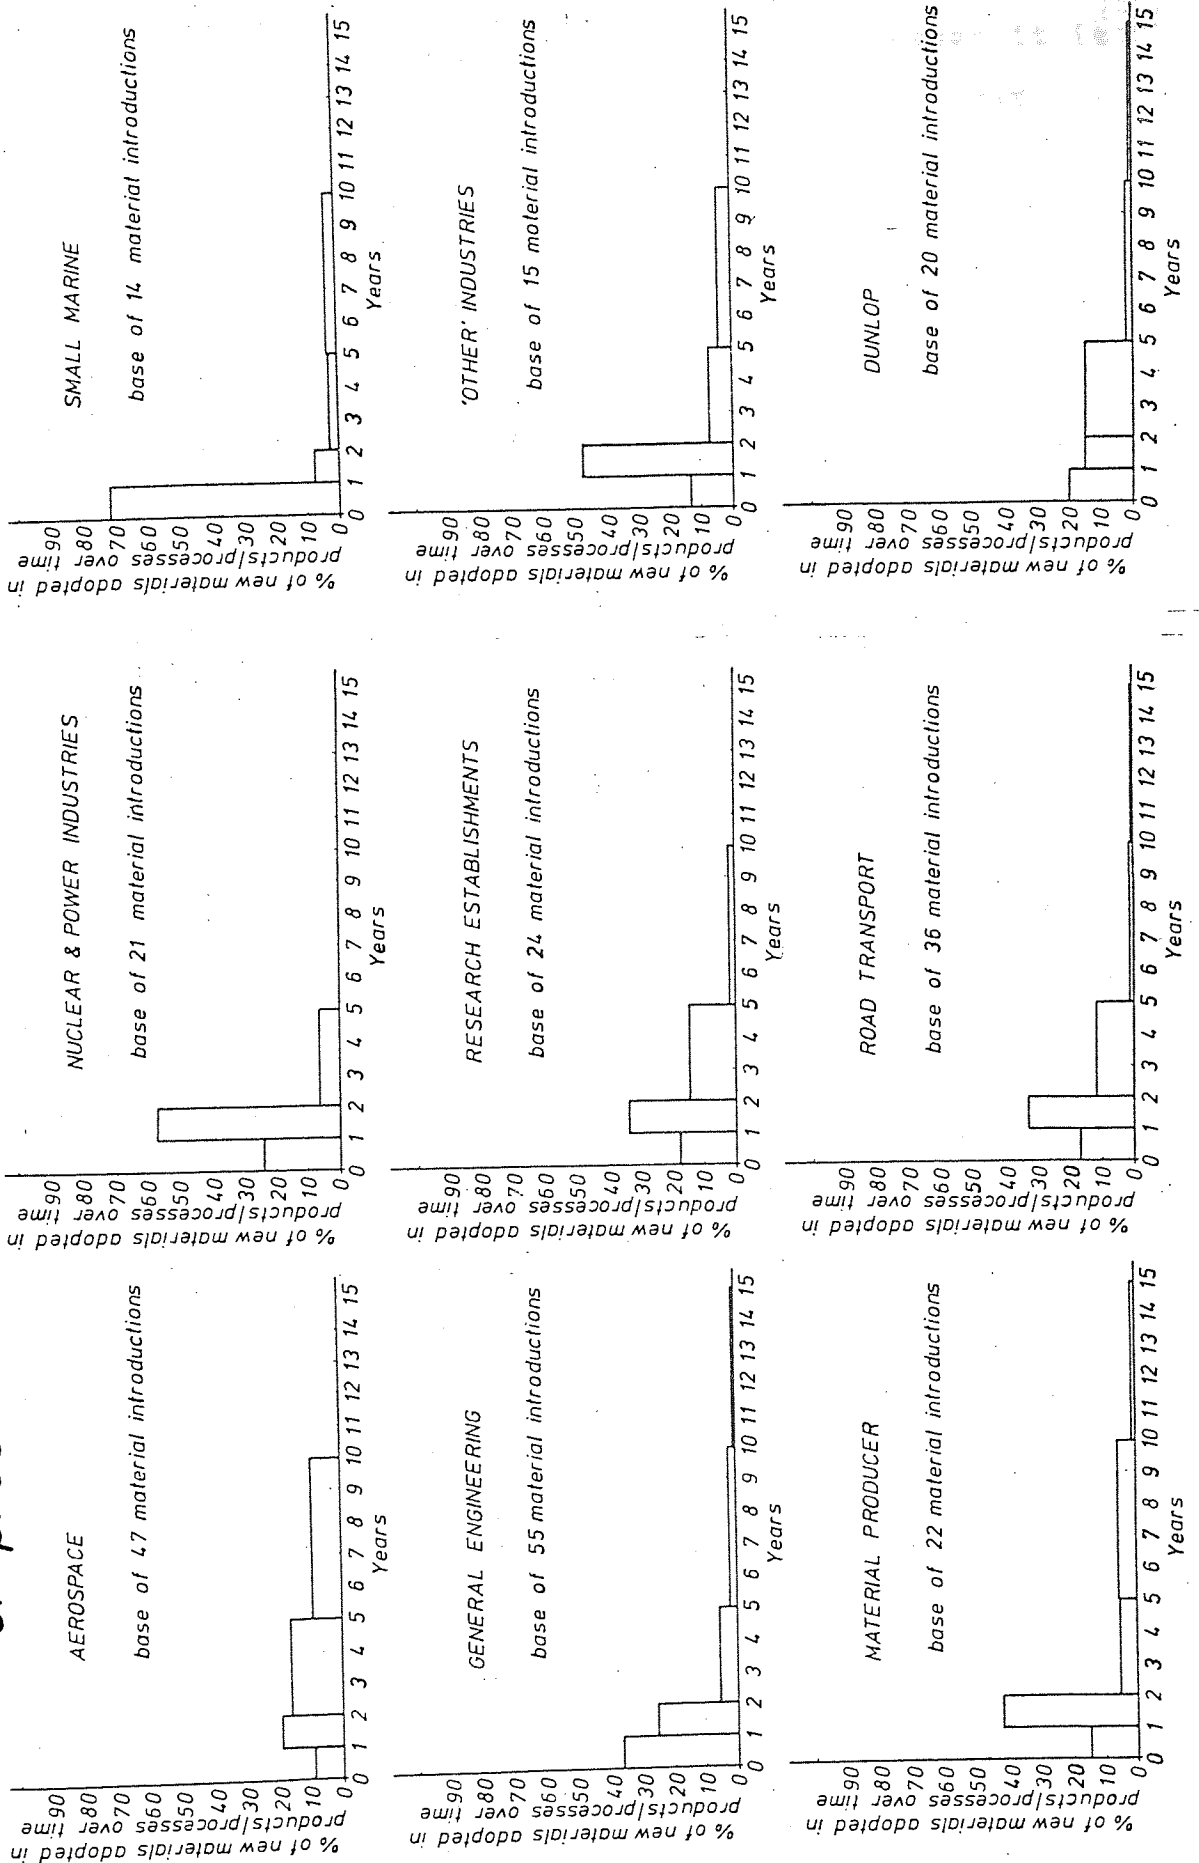 AEROSPACE
base of 47 material introductions
% of new materials adopted in
products/processes over time
90
80
70
60
50
40
30
20
10
0
0 1 2 3 4 5 6 7 8 9 10 11 12 13 14 15
Years
NUCLEAR & POWER INDUSTRIES
base of 21 material introductions
% of new materials adopted in
products/processes over time
90
80
70
60
50
40
30
20
10
0
0 1 2 3 4 5 6 7 8 9 10 11 12 13 14 15
Years
SMALL MARINE
base of 14 material introductions
% of new materials adopted in
products/processes over time
90
80
70
60
50
40
30
20
10
0
0 1 2 3 4 5 6 7 8 9 10 11 12 13 14 15
Years
GENERAL ENGINEERING
base of 55 material introductions
% of new materials adopted in
products/processes over time
90
80
70
60
50
40
30
20
10
0
0 1 2 3 4 5 6 7 8 9 10 11 12 13 14 15
Years
RESEARCH ESTABLISHMENTS
base of 24 material introductions
% of new materials adopted in
products/processes over time
90
80
70
60
50
40
30
20
10
0
0 1 2 3 4 5 6 7 8 9 10 11 12 13 14 15
Years
'OTHER' INDUSTRIES
base of 15 material introductions
% of new materials adopted in
products/processes over time
90
80
70
60
50
40
30
20
10
0
0 1 2 3 4 5 6 7 8 9 10 11 12 13 14 15
Years
MATERIAL PRODUCER
base of 22 material introductions
% of new materials adopted in
products/processes over time
90
80
70
60
50
40
30
20
10
0
0 1 2 3 4 5 6 7 8 9 10 11 12 13 14 15
Years
ROAD TRANSPORT
base of 36 material introductions
% of new materials adopted in
products/processes over time
90
80
70
60
50
40
30
20
10
0
0 1 2 3 4 5 6 7 8 9 10 11 12 13 14 15
Years
DUNLOP
base of 20 material introductions
% of new materials adopted in
products/processes over time
90
80
70
60
50
40
30
20
10
0
0 1 2 3 4 5 6 7 8 9 10 11 12 13 14 15
Years